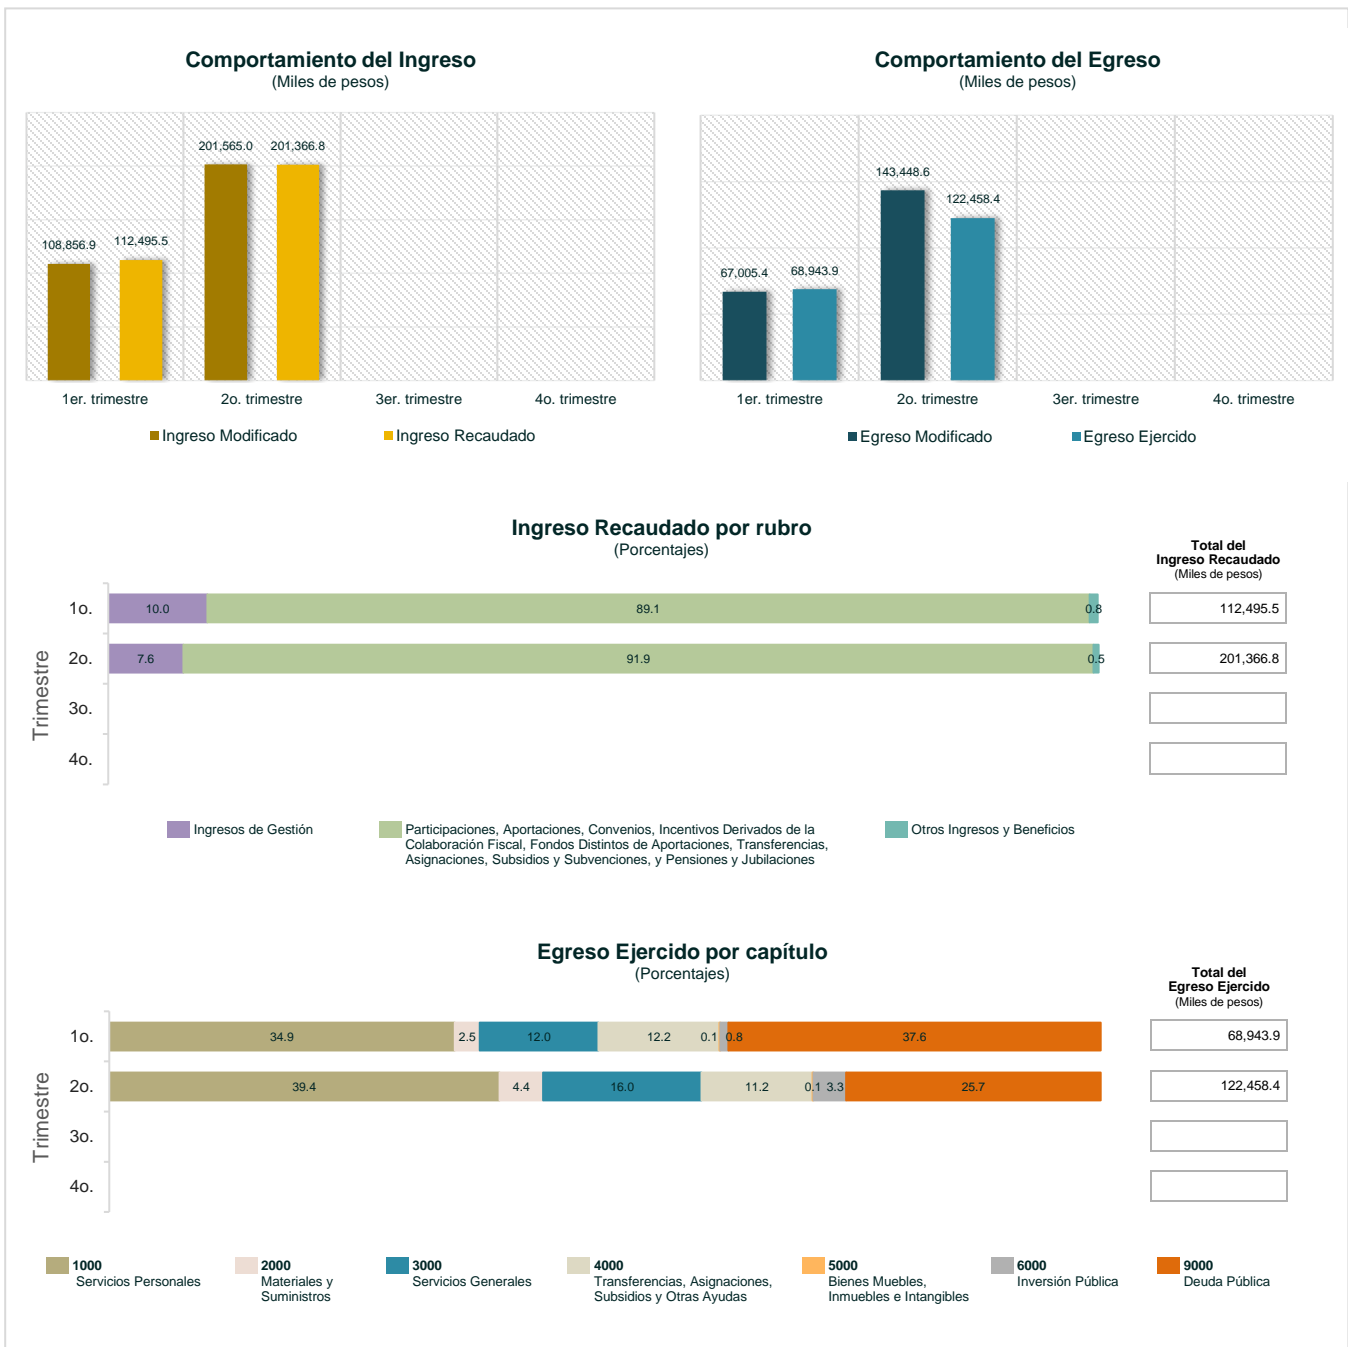 Comportamiento del Ingreso
(Miles de pesos)
201,565.0 201,366.8
108,856.9 112,495.5
1er. trimestre 2o. trimestre 3er. trimestre 4o. trimestre
Ingreso Modificado Ingreso Recaudado
Comportamiento del Egreso
(Miles de pesos)
143,448.6
122,458.4
67,005.4 68,943.9
1er. trimestre 2o. trimestre 3er. trimestre 4o. trimestre
Egreso Modificado Egreso Ejercido
Ingreso Recaudado por rubro
(Porcentajes)
Total del
Ingreso Recaudado
(Miles de pesos)
Trimestre
1o. 10.0 89.1 0.8 112,495.5
2o. 7.6 91.9 0.5 201,366.8
3o.
4o.
Ingresos de Gestión
Participaciones, Aportaciones, Convenios, Incentivos Derivados de la
Colaboración Fiscal, Fondos Distintos de Aportaciones, Transferencias,
Asignaciones, Subsidios y Subvenciones, y Pensiones y Jubilaciones
Otros Ingresos y Beneficios
Egreso Ejercido por capítulo
(Porcentajes)
Total del
Egreso Ejercido
(Miles de pesos)
Trimestre
1o. 34.9 2.5 12.0 12.2 0.1 0.8 37.6 68,943.9
2o. 39.4 4.4 16.0 11.2 0.1 3.3 25.7 122,458.4
3o.
4o.
1000
Servicios Personales
2000
Materiales y
Suministros
3000
Servicios Generales
4000
Transferencias, Asignaciones,
Subsidios y Otras Ayudas
5000
Bienes Muebles,
Inmuebles e Intangibles
6000
Inversión Pública
9000
Deuda Pública